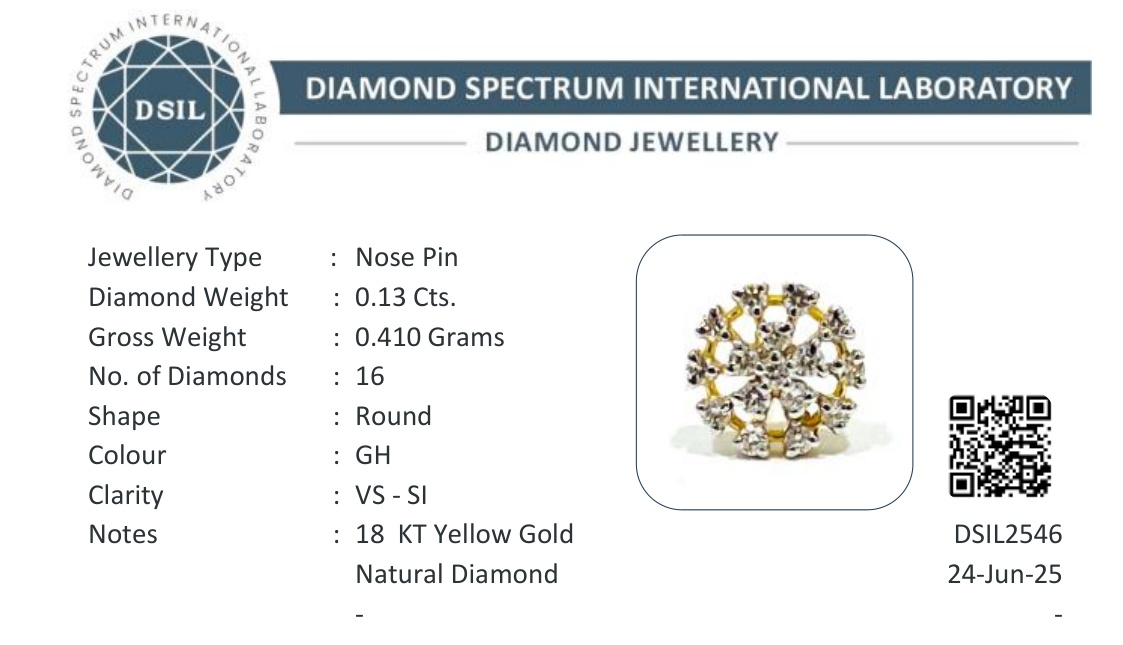 DIAMOND SPECTRUM INTERNATIONAL LABORATORY
DSIL
DIAMOND SPECTRUM INTERNATIONAL LABORATORY
DIAMOND JEWELLERY
Jewellery Type : Nose Pin
Diamond Weight : 0.13 Cts.
Gross Weight : 0.410 Grams
No. of Diamonds : 16
Shape : Round
Colour : GH
Clarity : VS - SI
Notes : 18 KT Yellow Gold
Natural Diamond
-
DSIL2546
24-Jun-25
-